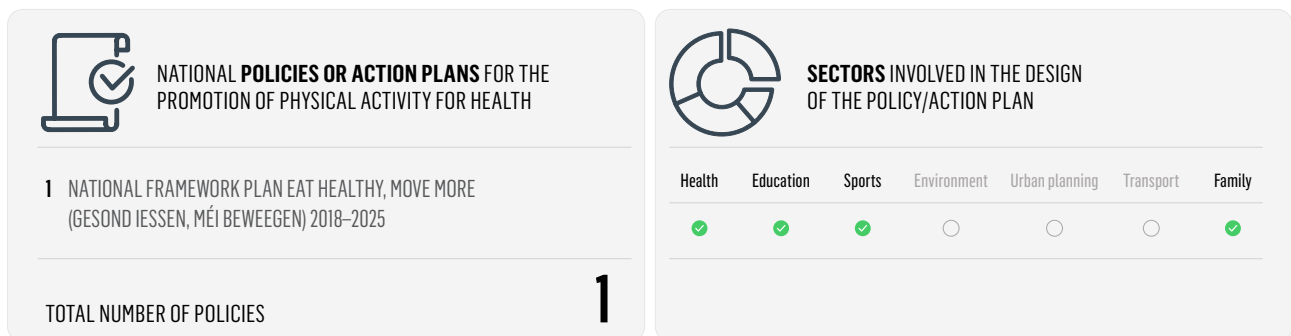 NATIONAL POLICIES OR ACTION PLANS FOR THE
PROMOTION OF PHYSICAL ACTIVITY FOR HEALTH
1 NATIONAL FRAMEWORK PLAN EAT HEALTHY, MOVE MORE
(GESOND IESSEN, MÉI BEWEEGEN) 2018–2025
TOTAL NUMBER OF POLICIES 1
SECTORS INVOLVED IN THE DESIGN
OF THE POLICY/ACTION PLAN
Health Education Sports Environment Urban planning Transport Family